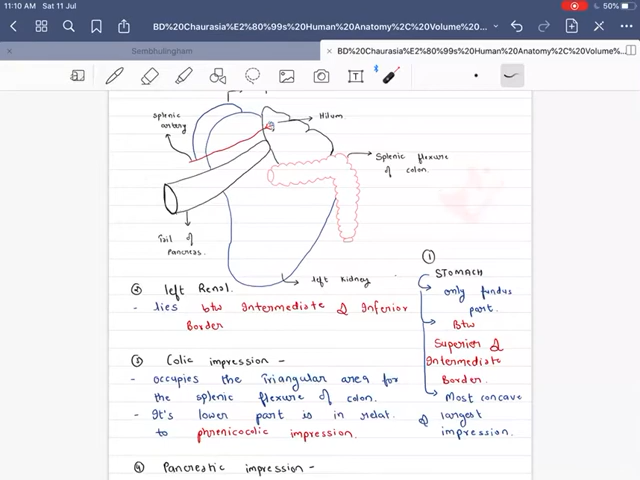 11:10 AM Sat 11 Jul
50%
BD%20Chaurasia%E2%80%99s%20Human%20Anatomy%2C%20Volume%20...
Sembhulingham
BD%20Chaurasia%E2%80%99s%20Human%20Anatomy%2C%20Volum...
splenic
artery
Hilum
Splenic flexure
of colon.
Tail of
Pancreas.
left Kidney
② left Renal.
- lies btw Intermediate & Inferior
Border
③ Colic impression -
- occupies the Triangular area for
the splenic flexure of colon.
- It's lower part is in relat.
to phrenicocolic impression.
④ Pancreatic impression -
①
STOMACH
only fundus
part.
Btw
Superior &
Intermediate
Border.
Most concave
& largest
impression.